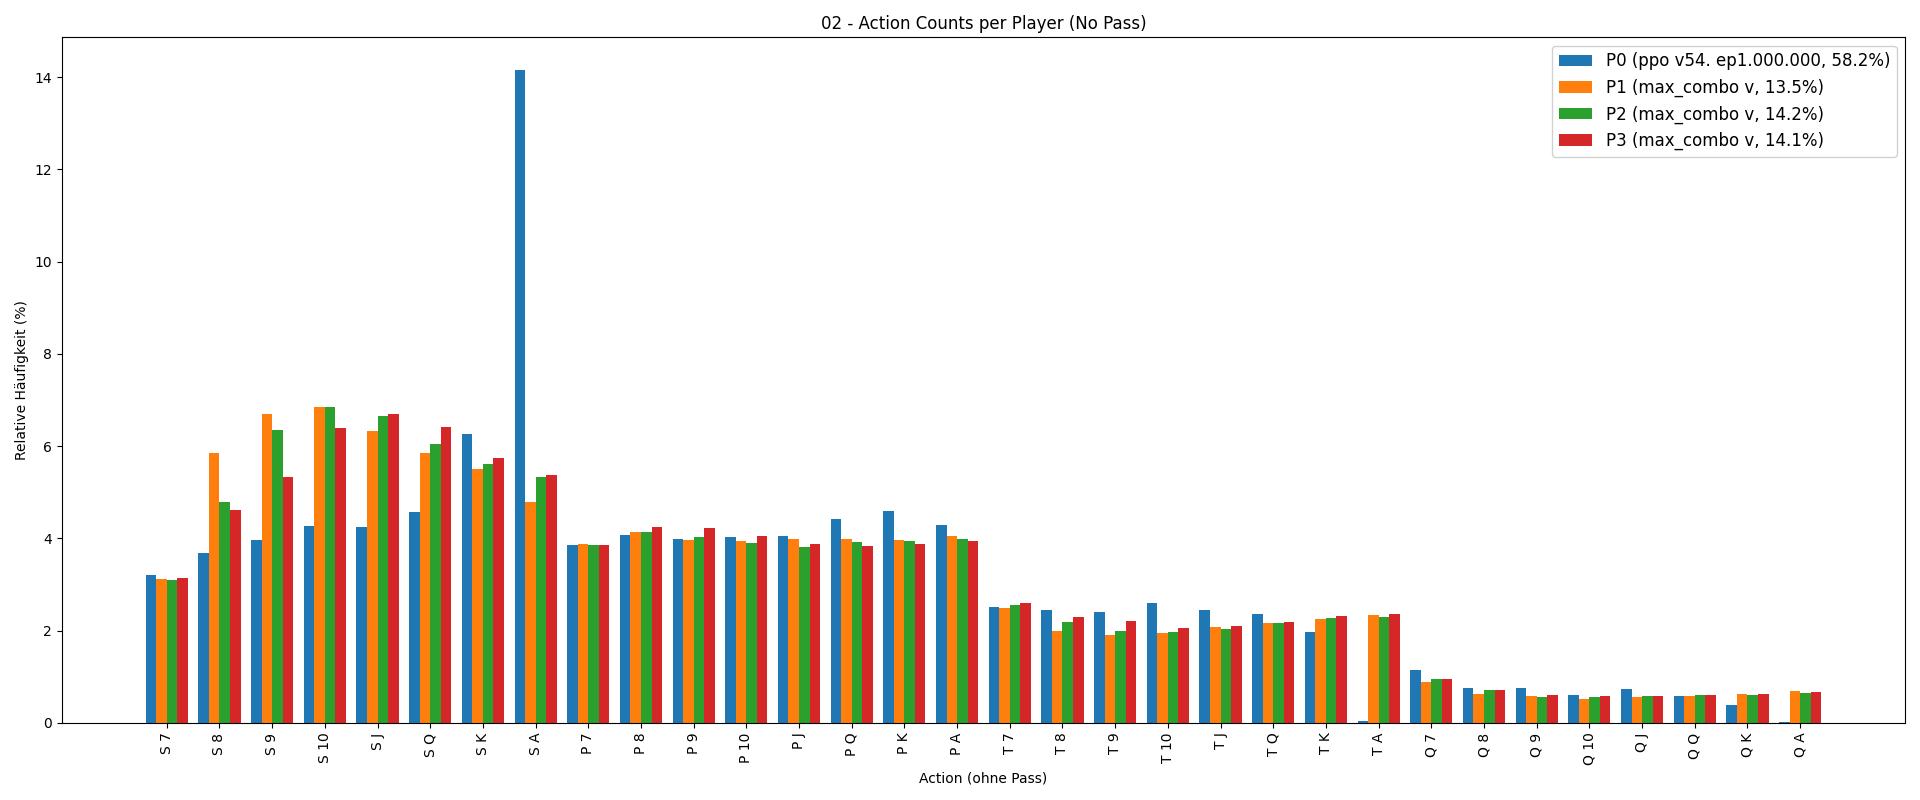 02 - Action Counts per Player (No Pass)
P0 (ppo v54. ep1.000.000, 58.2%)
P1 (max_combo v, 13.5%)
P2 (max_combo v, 14.2%)
P3 (max_combo v, 14.1%)
Relative Häufigkeit (%)
14
12
10
8
6
4
2
0
S 7
S 8
S 9
S 10
S J
S Q
S K
S A
P 7
P 8
P 9
P 10
P J
P Q
P K
P A
T 7
T 8
T 9
T 10
T J
T Q
T K
T A
Q 7
Q 8
Q 9
Q 10
Q J
Q Q
Q K
Q A
Action (ohne Pass)